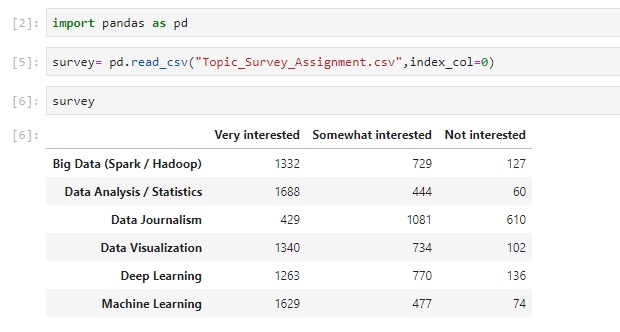 [2]: import pandas as pd
[5]: survey= pd.read_csv("Topic_Survey_Assignment.csv",index_col=0)
[6]: survey
[6]:
Very interested Somewhat interested Not interested
Big Data (Spark / Hadoop) 1332 729 127
Data Analysis / Statistics 1688 444 60
Data Journalism 429 1081 610
Data Visualization 1340 734 102
Deep Learning 1263 770 136
Machine Learning 1629 477 74